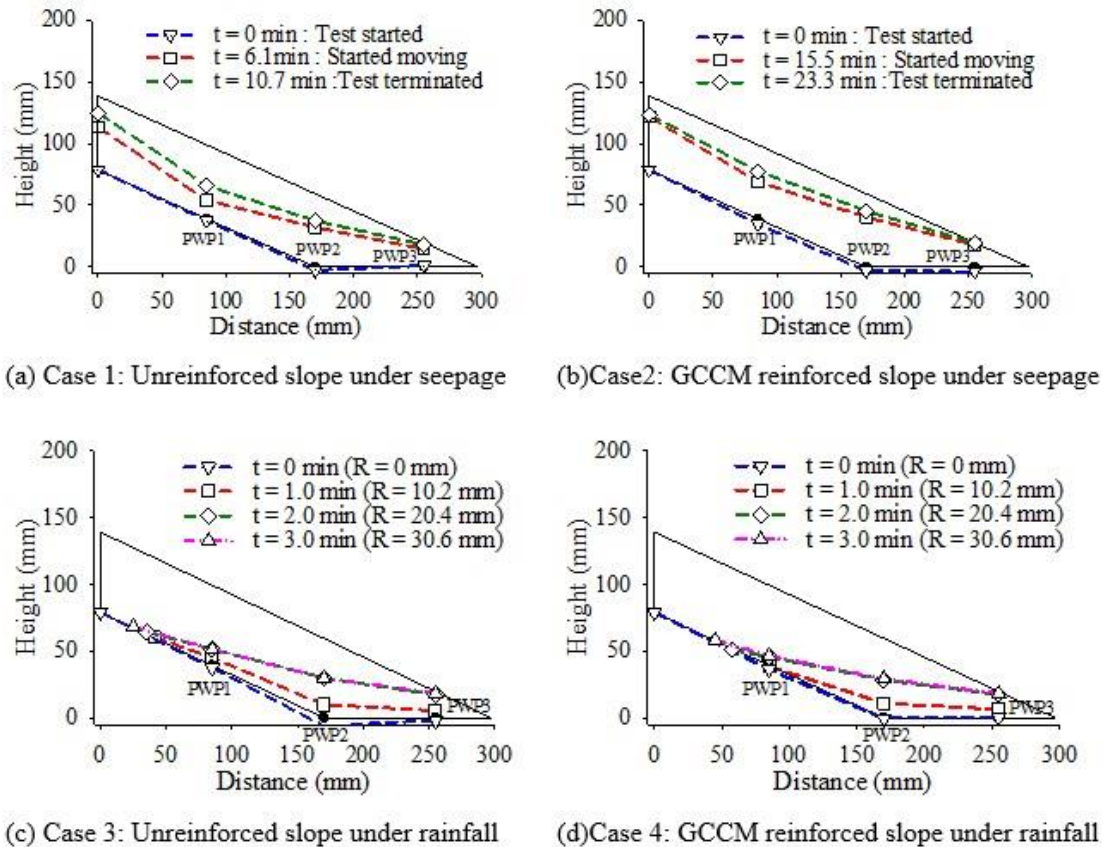 200
150
100
50
0
Height (mm)
t = 0 min : Test started
t = 6.1min : Started moving
t = 10.7 min :Test terminated
PWP1
PWP2
PWP3
0 50 100 150 200 250 300
Distance (mm)
(a) Case 1: Unreinforced slope under seepage
200
150
100
50
0
Height (mm)
t = 0 min : Test started
t = 15.5 min : Started moving
t = 23.3 min : Test terminated
PWP1
PWP2
PWP3
0 50 100 150 200 250 300
Distance (mm)
(b)Case2: GCCM reinforced slope under seepage
200
150
100
50
0
Height (mm)
t = 0 min (R = 0 mm)
t = 1.0 min (R = 10.2 mm)
t = 2.0 min (R = 20.4 mm)
t = 3.0 min (R = 30.6 mm)
PWP1
PWP3
PWP2
0 50 100 150 200 250 300
Distance (mm)
(c) Case 3: Unreinforced slope under rainfall
200
150
100
50
0
Height (mm)
t = 0 min (R = 0 mm)
t = 1.0 min (R = 10.2 mm)
t = 2.0 min (R = 20.4 mm)
t = 3.0 min (R = 30.6 mm)
PWP1
PWP3
PWP2
0 50 100 150 200 250 300
Distance (mm)
(d)Case 4: GCCM reinforced slope under rainfall